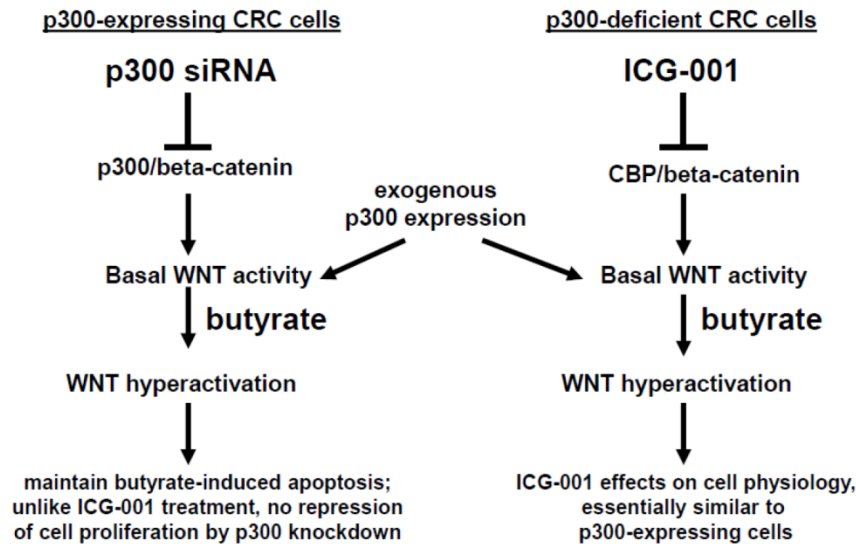 p300-expressing CRC cells
p300 siRNA
p300/beta-catenin
Basal WNT activity
butyrate
WNT hyperactivation
maintain butyrate-induced apoptosis;
unlike ICG-001 treatment, no repression
of cell proliferation by p300 knockdown
exogenous
p300 expression
p300-deficient CRC cells
ICG-001
CBP/beta-catenin
Basal WNT activity
butyrate
WNT hyperactivation
ICG-001 effects on cell physiology,
essentially similar to
p300-expressing cells